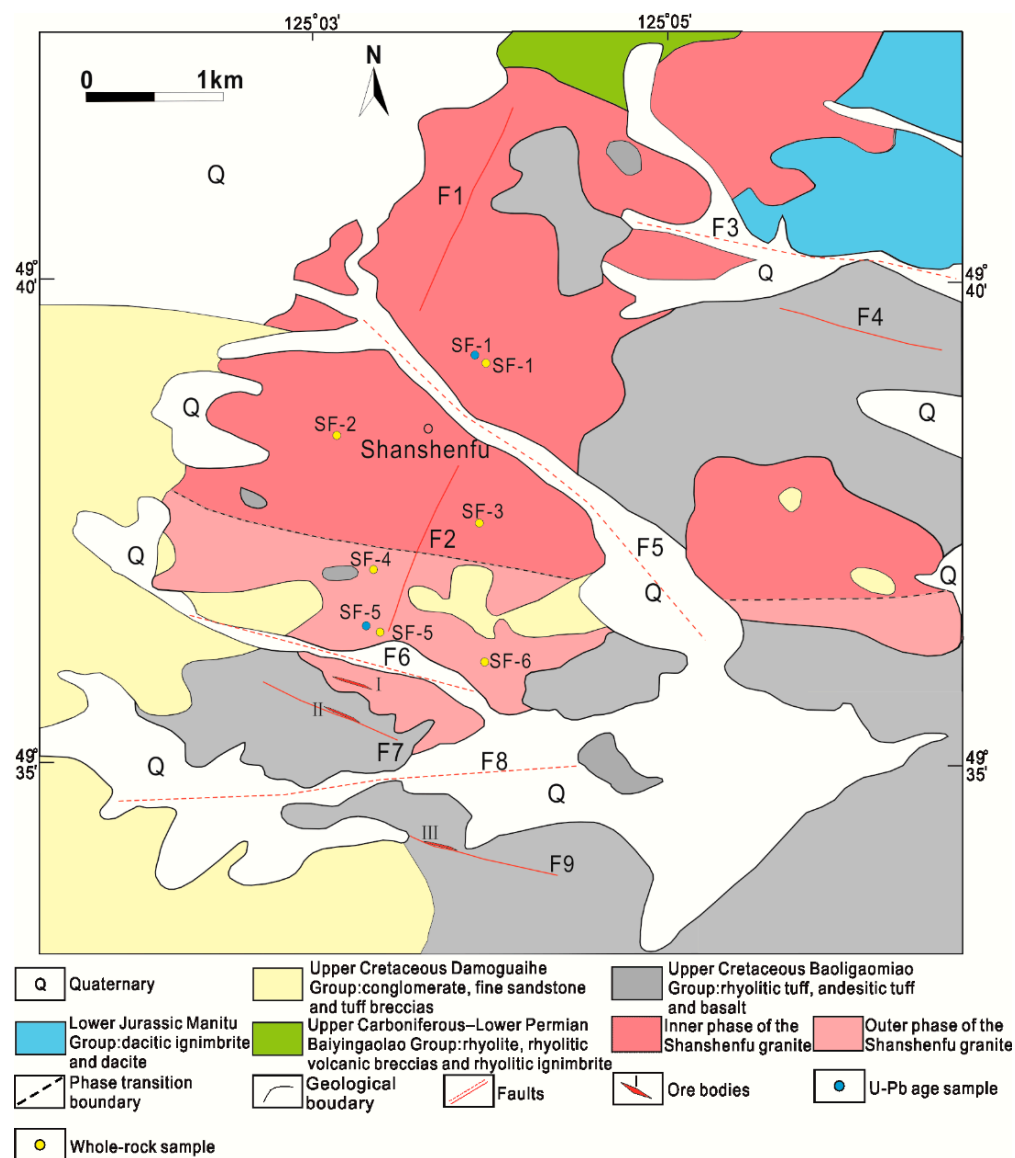 125°03'
125°05'
0
1km
N
Q
F1
F3
Q
49°
40'
49°
40'
F4
SF-1
SF-1
Q
Q
SF-2
Shanshenfu
SF-3
F2
F5
SF-4
Q
Q
Q
SF-5
SF-5
F6
SF-6
I
II
F7
F8
Q
49°
35'
49°
35'
Q
III
F9
Q
Quaternary
Upper Cretaceous Damoguaihe
Group:conglomerate, fine sandstone
and tuff breccias
Upper Cretaceous Baoligaomiao
Group:rhyolitic tuff, andesitic tuff
and basalt
Lower Jurassic Manitu
Group:dacitic ignimbrite
and dacite
Upper Carboniferous–Lower Permian
Baiyingaolao Group:rhyolite, rhyolitic
volcanic breccias and rhyolitic ignimbrite
Inner phase of the
Shanshenfu granite
Outer phase of the
Shanshenfu granite
Phase transition
boundary
Geological
boudary
Faults
I
Ore bodies
U-Pb age sample
Whole-rock sample